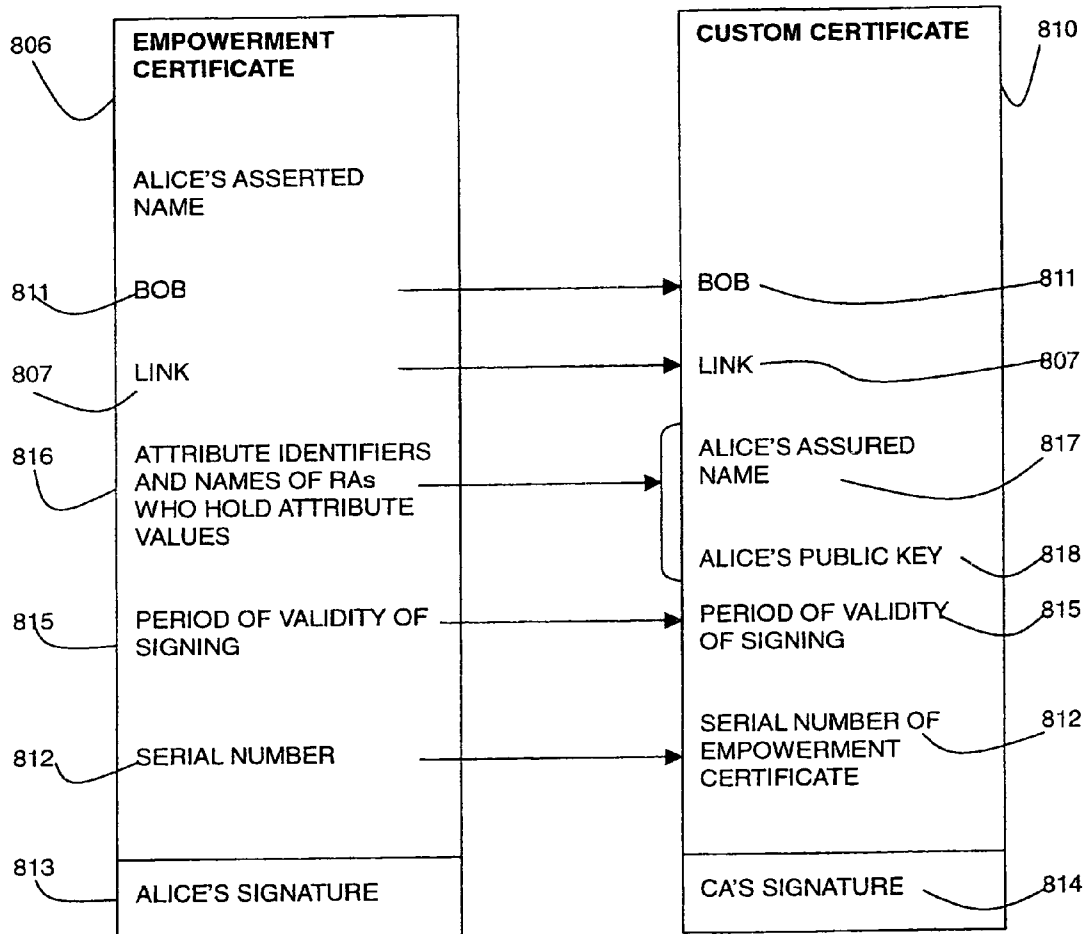 806
EMPOWERMENT
CERTIFICATE
CUSTOM CERTIFICATE
810
ALICE'S ASSERTED
NAME
811
BOB
BOB
811
807
LINK
LINK
807
816
ATTRIBUTE IDENTIFIERS
AND NAMES OF RAs
WHO HOLD ATTRIBUTE
VALUES
ALICE'S ASSURED
NAME
817
ALICE'S PUBLIC KEY
818
815
PERIOD OF VALIDITY OF
SIGNING
PERIOD OF VALIDITY
OF SIGNING
815
812
SERIAL NUMBER
SERIAL NUMBER OF
EMPOWERMENT
CERTIFICATE
812
813
ALICE'S SIGNATURE
CA'S SIGNATURE
814